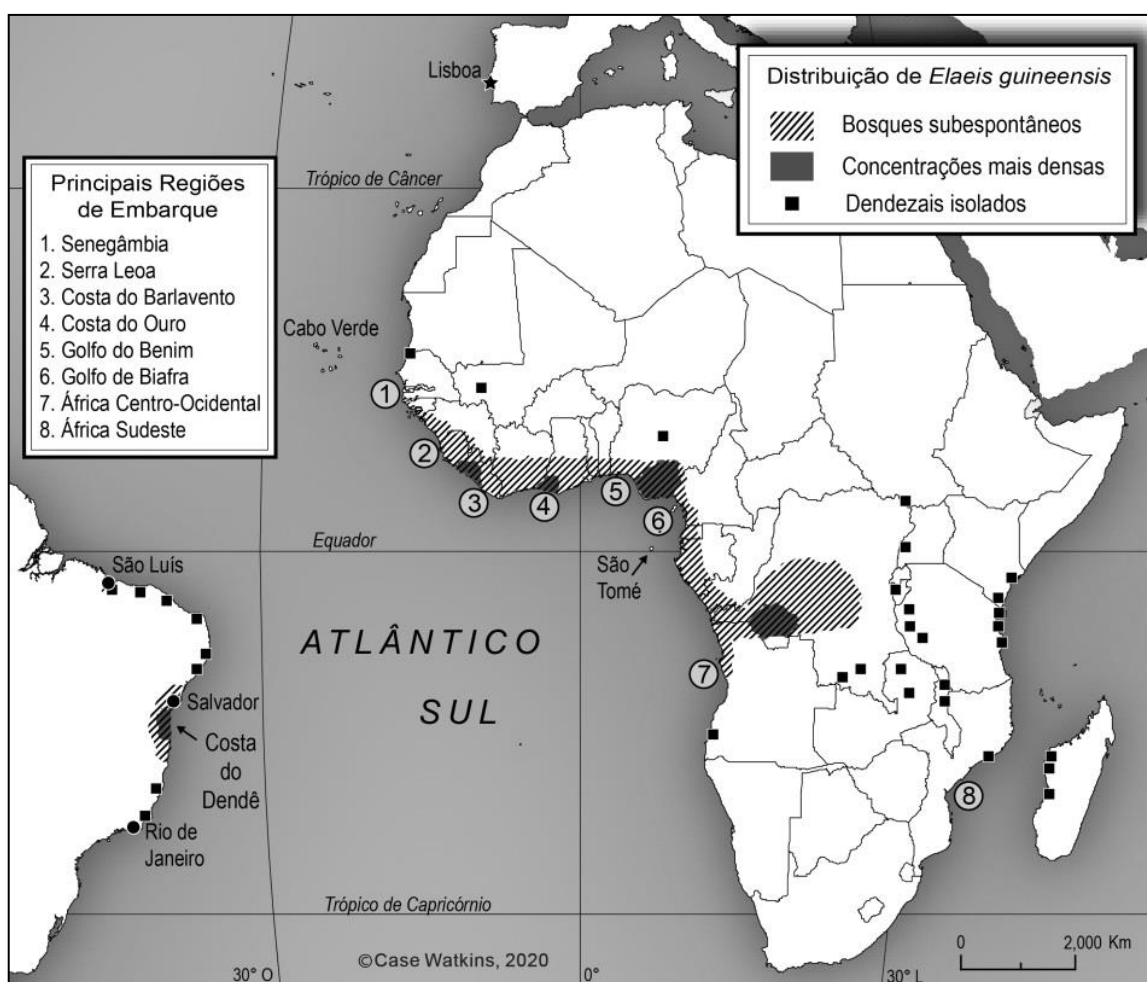 Lisboa
Distribuição de Elaeis guineensis
Bosques subespontâneos
Concentrações mais densas
Dendezais isolados
Principais Regiões
de Embarque
1. Senegâmbia
2. Serra Leoa
3. Costa do Barlavento
4. Costa do Ouro
5. Golfo do Benim
6. Golfo de Biafra
7. África Centro-Ocidental
8. África Sudeste
Trópico de Câncer
Cabo Verde
1
2
3
4
5
6
Equador
São
Tomé
São Luís
ATLÂNTICO
SUL
7
Salvador
Costa
do
Dendê
8
Rio de
Janeiro
Trópico de Capricórnio
©Case Watkins, 2020
0
2,000 Km
30° O
0°
30° L